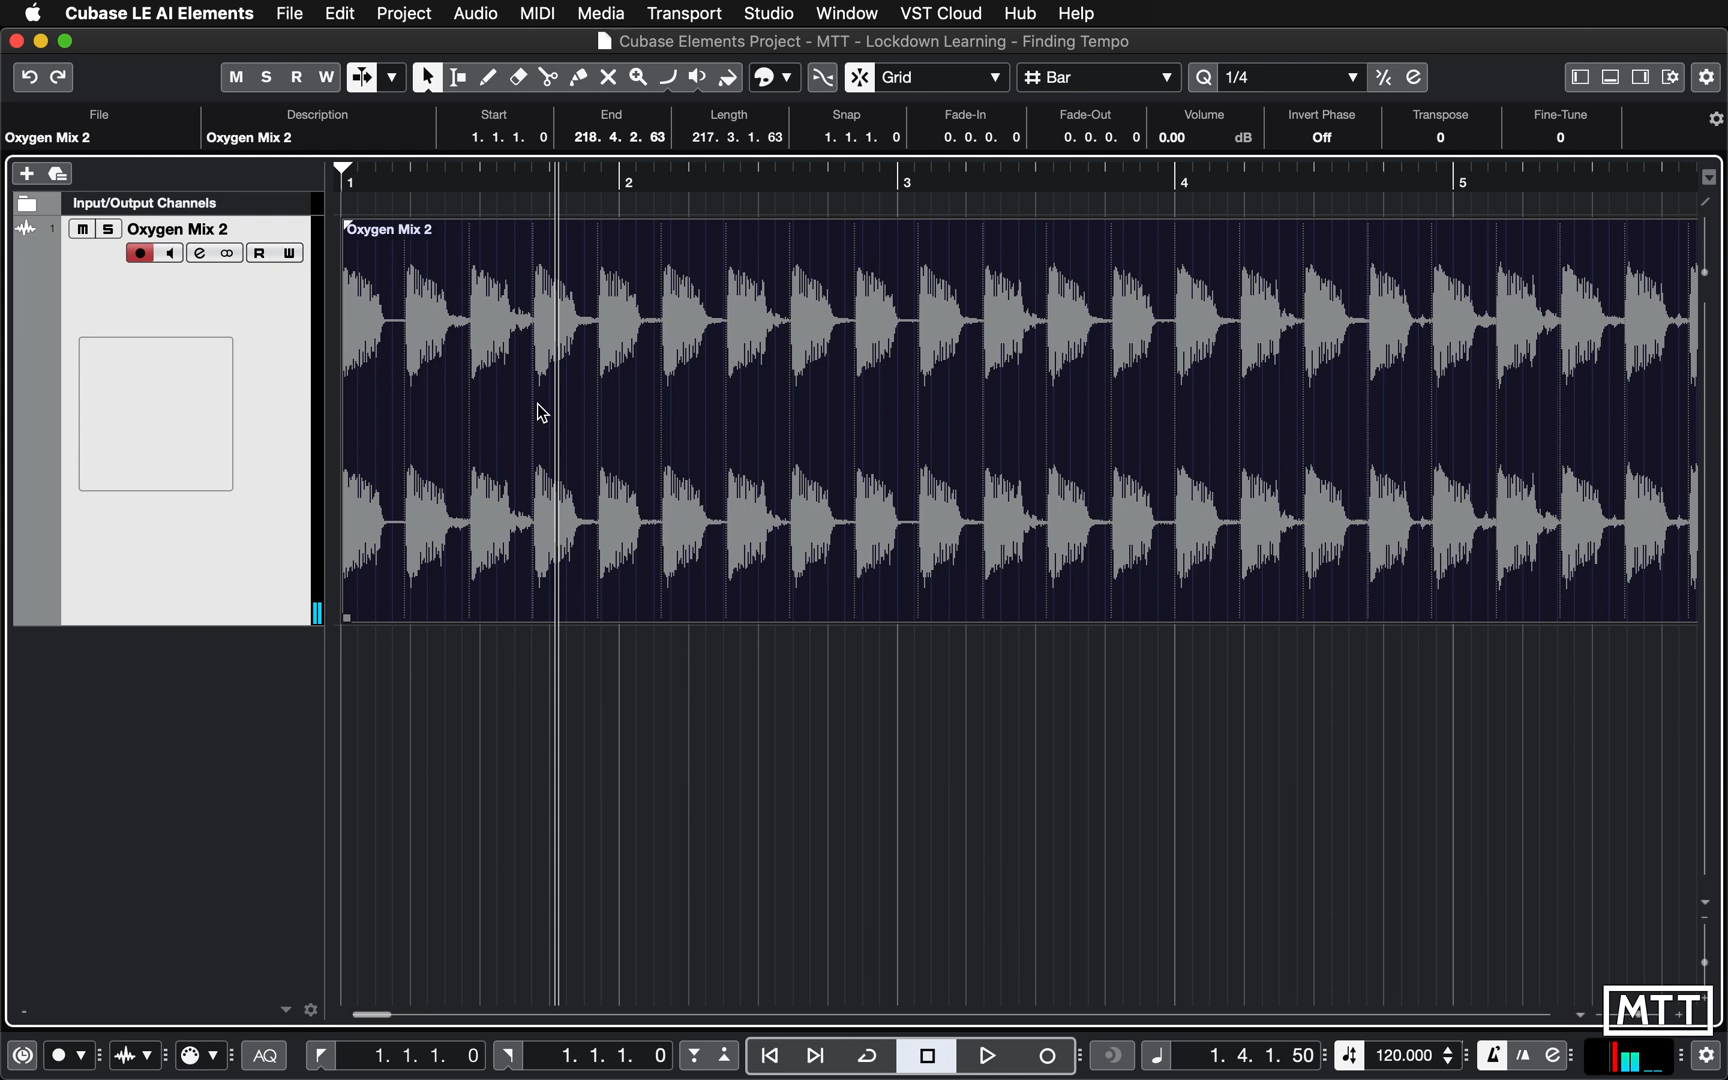 Cubase LE AI Elements File Edit Project Audio MIDI Media Transport Studio Window VST Cloud Hub Help
Cubase Elements Project - MTT - Lockdown Learning - Finding Tempo
M S R W Grid Bar Q 1/4
File Description Start End Length Snap Fade-In Fade-Out Volume Invert Phase Transpose Fine-Tune
Oxygen Mix 2 Oxygen Mix 2 1. 1. 1. 0 218. 4. 2. 63 217. 3. 1. 63 1. 1. 1. 0 0. 0. 0. 0 0. 0. 0. 0 0.00 dB Off 0 0
1 2 3 4 5
Input/Output Channels
1 m s Oxygen Mix 2
Oxygen Mix 2
e R W
MTT
AQ 1. 1. 1. 0 1. 1. 1. 0 1. 4. 1. 50 120.000 e